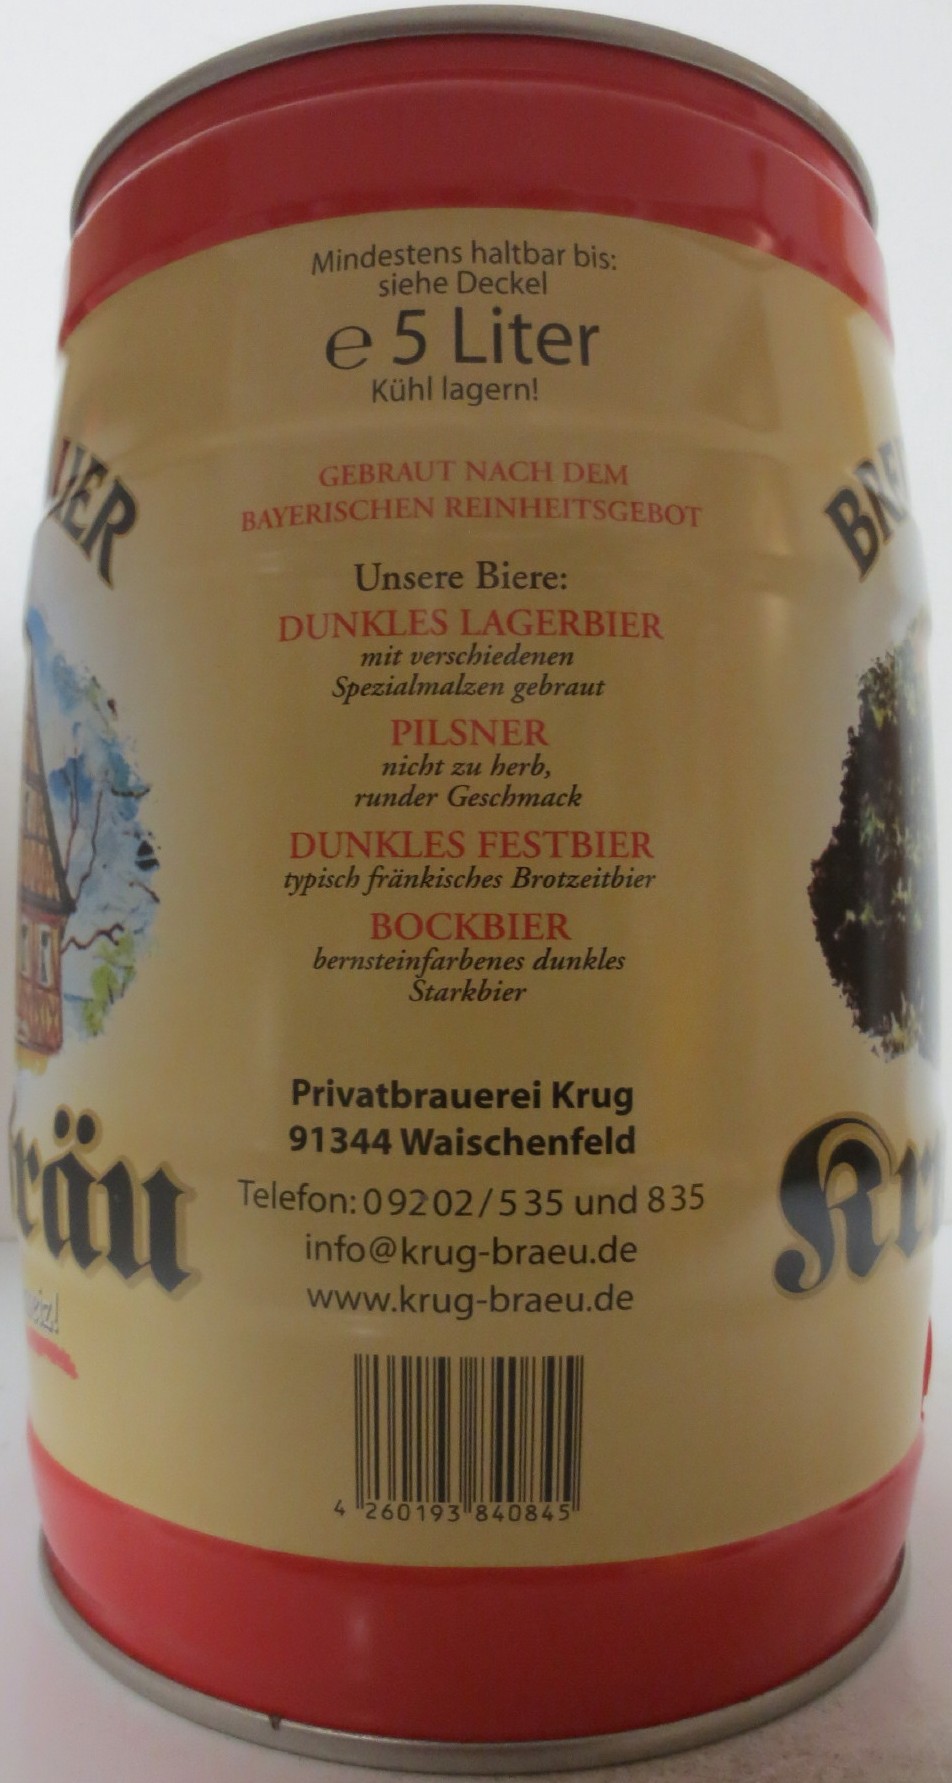 Mindestens haltbar bis:
siehe Deckel
e 5 Liter
Kühl lagern!
GEBRAUT NACH DEM
BAYERISCHEN REINHEITSGEBOT
Unsere Biere:
DUNKLES LAGERBIER
mit verschiedenen
Spezialmalzen gebraut
PILSNER
nicht zu herb,
runder Geschmack
DUNKLES FESTBIER
typisch fränkisches Brotzeitbier
BOCKBIER
bernsteinfarbenes dunkles
Starkbier
Privatbrauerei Krug
91344 Waischenfeld
Telefon: 09202/535 und 835
info@krug-braeu.de
www.krug-braeu.de
4 260193 840845